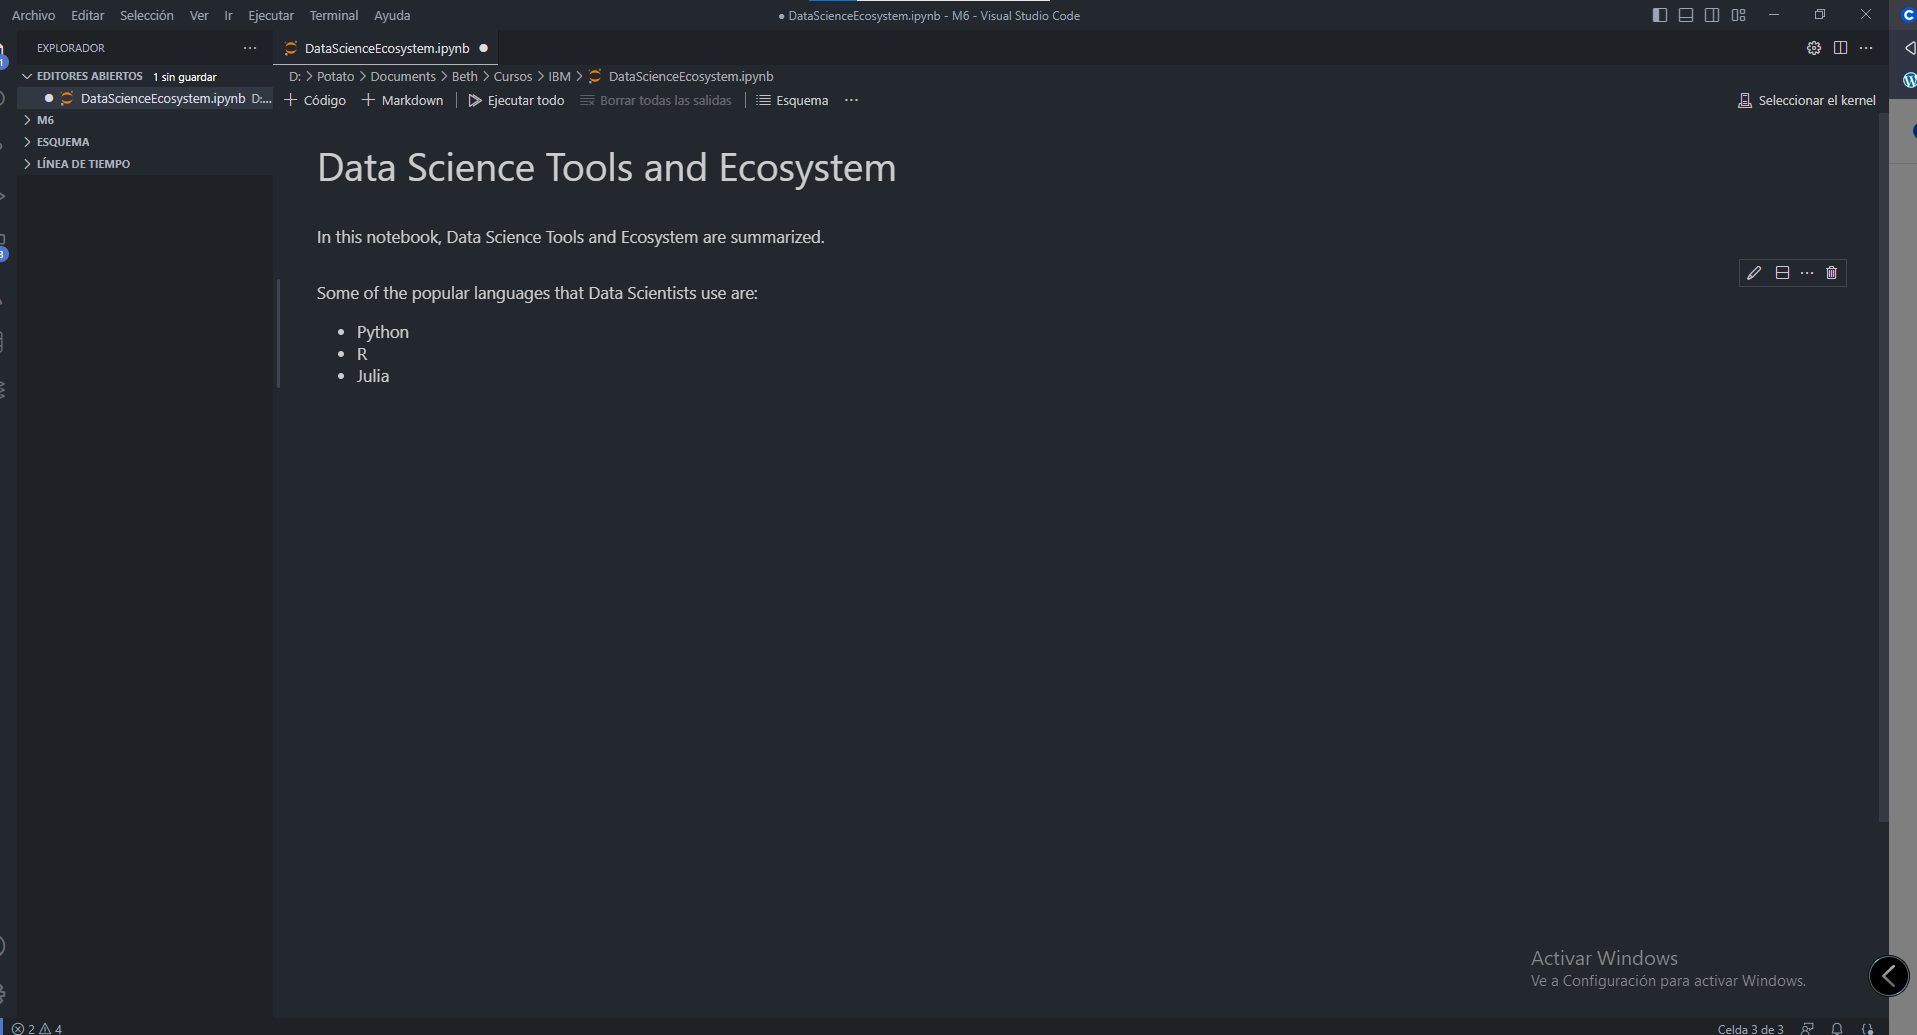 Archivo Editar Selección Ver Ir Ejecutar Terminal Ayuda
● DataScienceEcosystem.ipynb - M6 - Visual Studio Code
EXPLORADOR
DataScienceEcosystem.ipynb
EDITORES ABIERTOS 1 sin guardar
DataScienceEcosystem.ipynb D:...
M6
ESQUEMA
LÍNEA DE TIEMPO
D: > Potato > Documents > Beth > Cursos > IBM > DataScienceEcosystem.ipynb
Código Markdown Ejecutar todo Borrar todas las salidas Esquema ...
Seleccionar el kernel
Data Science Tools and Ecosystem
In this notebook, Data Science Tools and Ecosystem are summarized.
Some of the popular languages that Data Scientists use are:
• Python
• R
• Julia
Activar Windows
Ve a Configuración para activar Windows.
2 4
Celda 3 de 3